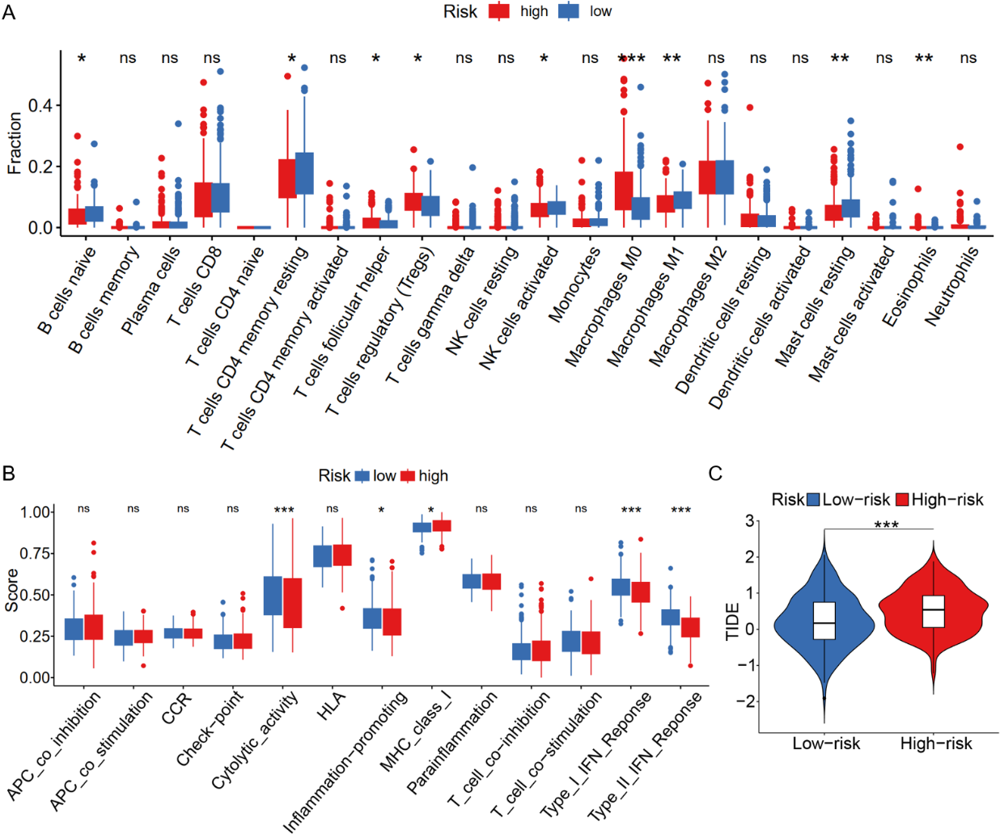 A
Risk high low
* ns ns ns * ns * * ns ns * ns *** ** ns ns ns ** ns ** ns
Fraction
0.4
0.2
0.0
B cells naive
B cells memory
Plasma cells
T cells CD8
T cells CD4 naive
T cells CD4 memory resting
T cells CD4 memory activated
T cells follicular helper
T cells regulatory (Tregs)
T cells gamma delta
NK cells resting
NK cells activated
Monocytes
Macrophages M0
Macrophages M1
Macrophages M2
Dendritic cells resting
Dendritic cells activated
Mast cells resting
Mast cells activated
Eosinophils
Neutrophils
B
Risk low high
ns ns ns ns *** ns * * ns ns ns *** ***
Score
1.00
0.75
0.50
0.25
0.00
APC_co_inhibition
APC_co_stimulation
CCR
Check−point
Cytolytic_activity
HLA
Inflammation−promoting
MHC_class_I
Parainflammation
T_cell_co−inhibition
T_cell_co−stimulation
Type_I_IFN_Reponse
Type_II_IFN_Reponse
C
Risk Low−risk High−risk
***
TIDE
3
2
1
0
−1
−2
Low−risk High−risk